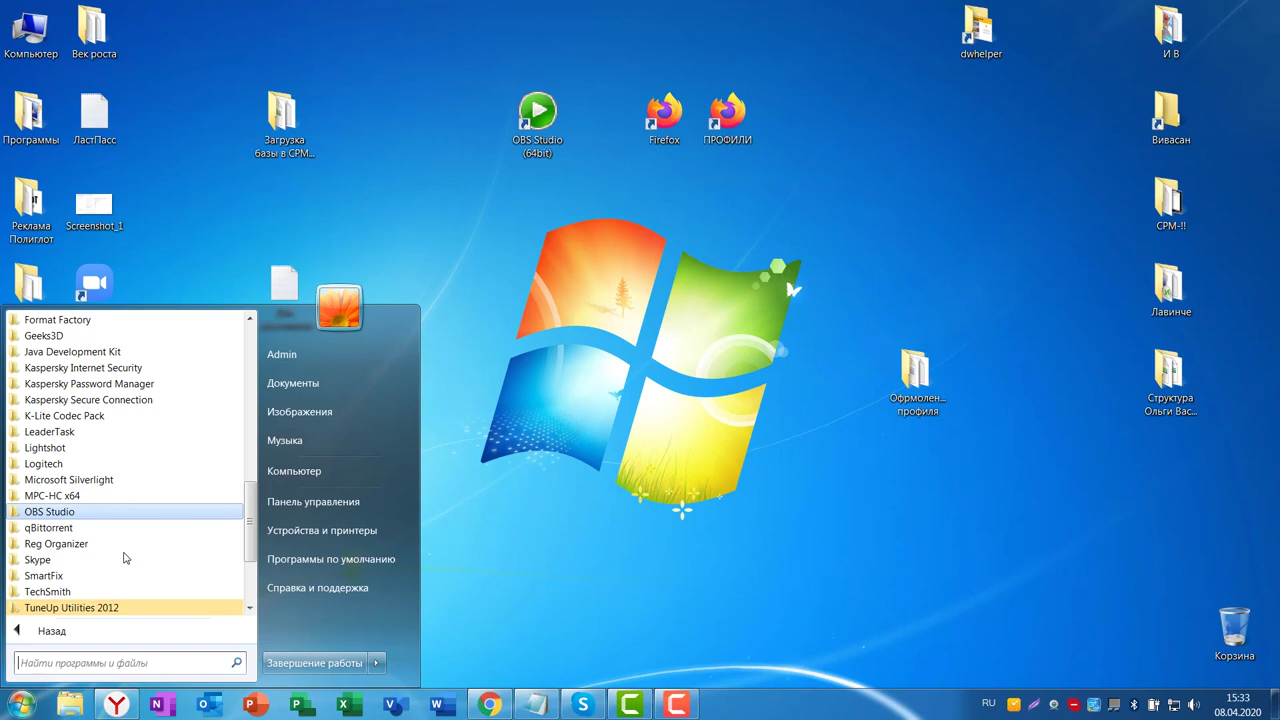 Компьютер
Век роста
dwhelper
И В
Программы
ЛастПасс
Загрузка
базы в СРМ...
OBS Studio
(64bit)
Firefox
ПРОФИЛИ
Вивасан
Реклама
Полиглот
Screenshot_1
СРМ-!!
Лавинче
Офрмолен...
профиля
Структура
Ольги Вас...
Корзина
Format Factory
Geeks3D
Java Development Kit
Kaspersky Internet Security
Kaspersky Password Manager
Kaspersky Secure Connection
K-Lite Codec Pack
LeaderTask
Lightshot
Logitech
Microsoft Silverlight
MPC-HC x64
OBS Studio
qBittorrent
Reg Organizer
Skype
SmartFix
TechSmith
TuneUp Utilities 2012
Назад
Найти программы и файлы
Admin
Документы
Изображения
Музыка
Компьютер
Панель управления
Устройства и принтеры
Программы по умолчанию
Справка и поддержка
Завершение работы
RU
15:33
08.04.2020